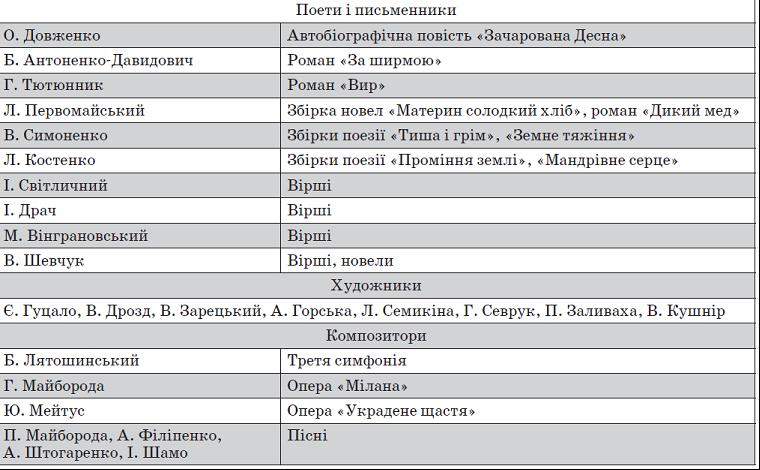 Поети і письменники
О. Довженко Автобіографічна повість «Зачарована Десна»
Б. Антоненко-Давидович Роман «За ширмою»
Г. Тютюнник Роман «Вир»
Л. Первомайський Збірка новел «Материн солодкий хліб», роман «Дикий мед»
В. Симоненко Збірки поезії «Тиша і грім», «Земне тяжіння»
Л. Костенко Збірки поезії «Проміння землі», «Мандрівне серце»
І. Світличний Вірші
І. Драч Вірші
М. Вінграновський Вірші
В. Шевчук Вірші, новели
Художники
Є. Гуцало, В. Дрозд, В. Зарецький, А. Горська, Л. Семикіна, Г. Севрук, П. Заливаха, В. Кушнір
Композитори
Б. Лятошинський Третя симфонія
Г. Майборода Опера «Мілана»
Ю. Мейтус Опера «Украдене щастя»
П. Майборода, А. Філіпенко, Пісні
А. Штогаренко, І. Шамо